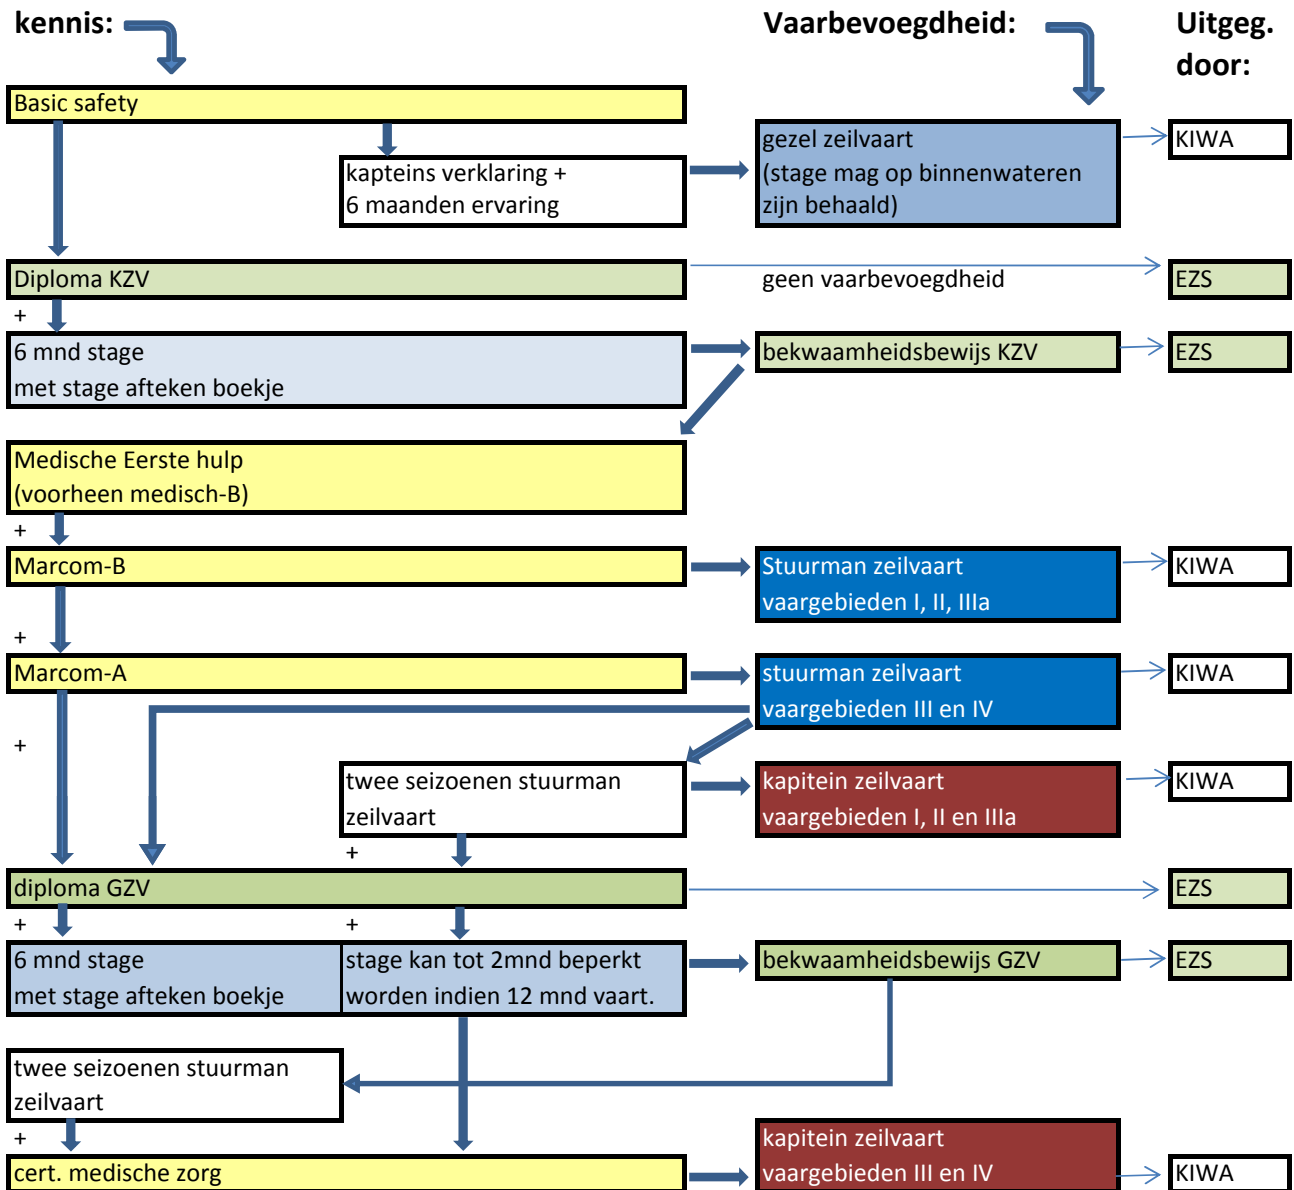 kennis:
Vaarbevoegdheid:
Uitgeg.
door:
Basic safety
kapteins verklaring +
6 maanden ervaring
gezel zeilvaart
(stage mag op binnenwateren
zijn behaald)
KIWA
Diploma KZV
geen vaarbevoegdheid
EZS
+
6 mnd stage
met stage afteken boekje
bekwaamheidsbewijs KZV
EZS
Medische Eerste hulp
(voorheen medisch-B)
+
Marcom-B
Stuurman zeilvaart
vaargebieden I, II, IIIa
KIWA
+
Marcom-A
stuurman zeilvaart
vaargebieden III en IV
KIWA
+
twee seizoenen stuurman
zeilvaart
kapitein zeilvaart
vaargebieden I, II en IIIa
KIWA
+
diploma GZV
EZS
+
+
6 mnd stage
met stage afteken boekje
stage kan tot 2mnd beperkt
worden indien 12 mnd vaart.
bekwaamheidsbewijs GZV
EZS
twee seizoenen stuurman
zeilvaart
+
cert. medische zorg
kapitein zeilvaart
vaargebieden III en IV
KIWA